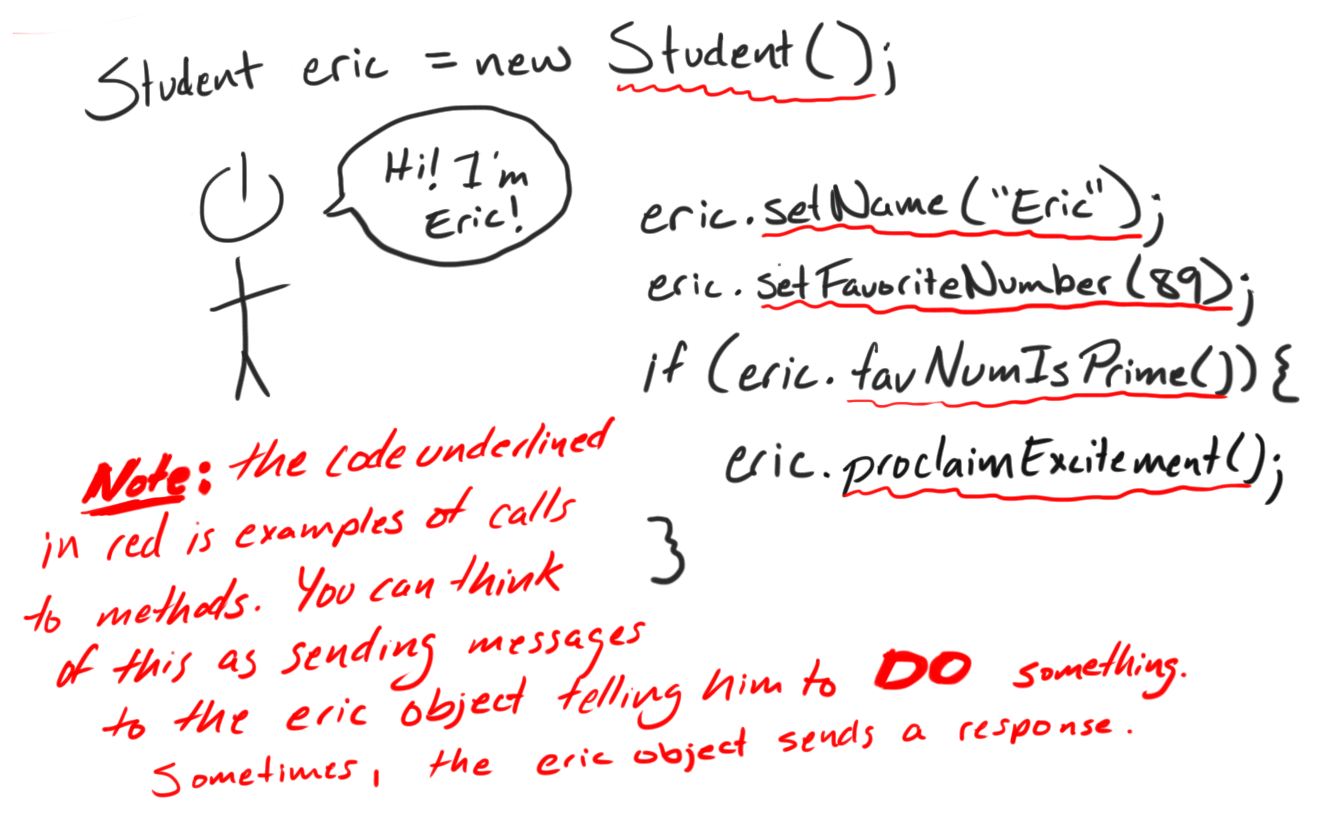 Student eric = new Student();
Hi! I'm
Eric!
eric.setName("Eric");
eric.setFavoriteNumber(89);
if (eric.favNumIsPrime()) {
eric.proclaimExcitement();
}
Note: the code underlined
in red is examples of calls
to methods. You can think
of this as sending messages
to the eric object telling him to DO something.
Sometimes, the eric object sends a response.